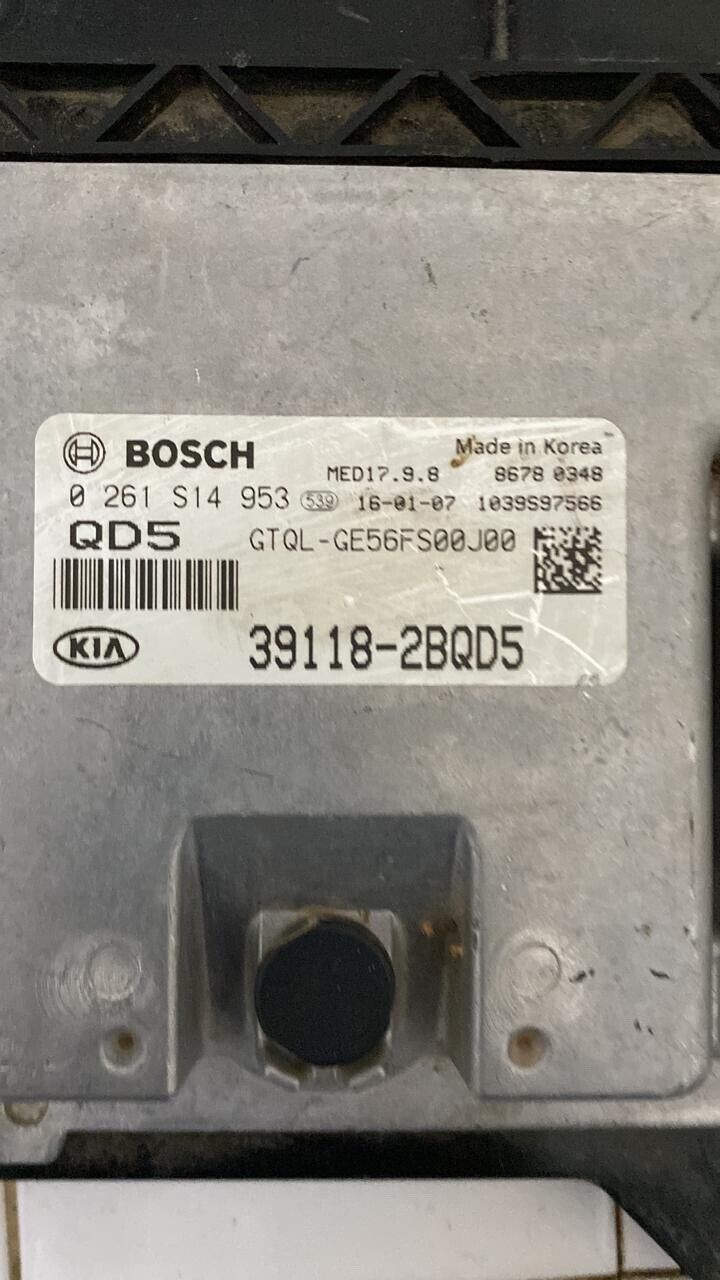 BOSCH
Made in Korea
MED17.9.8 8678 0348
0 261 S14 953 539 16-01-07 1039S97566
QD5 GTQL-GE56FS00J00
KIA 39118-2BQD5